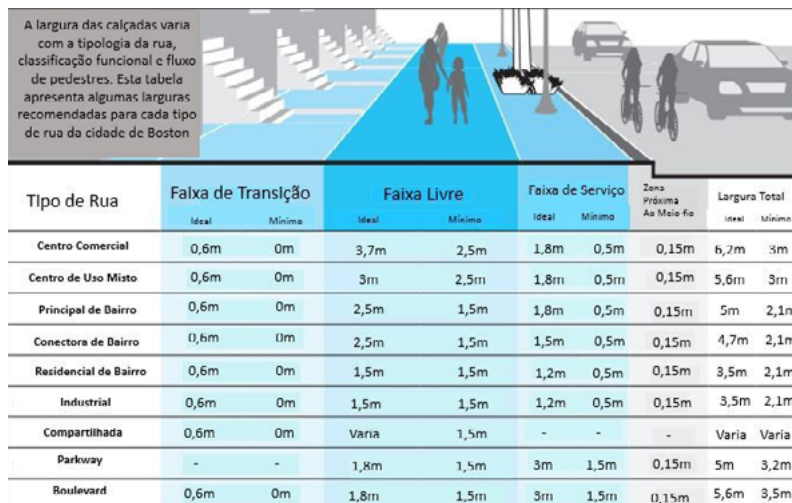 A largura das calçadas varia
com a tipologia da rua,
classificação funcional e fluxo
de pedestres. Esta tabela
apresenta algumas larguras
recomendadas para cada tipo
de rua da cidade de Boston
Tipo de Rua Faixa de Transição Faixa Livre Faixa de Serviço Zona Próxima Ao Meio-fio Largura Total
Ideal Mínimo Ideal Mínimo Ideal Mínimo Ideal Mínimo
Centro Comercial 0,6m 0m 3,7m 2,5m 1,8m 0,5m 0,15m 6,2m 3m
Centro de Uso Misto 0,6m 0m 3m 2,5m 1,8m 0,5m 0,15m 5,6m 3m
Principal de Bairro 0,6m 0m 2,5m 1,5m 1,8m 0,5m 0,15m 5m 2,1m
Conectora de Bairro 0,6m 0m 2,5m 1,5m 1,5m 0,5m 0,15m 4,7m 2,1m
Residencial de Bairro 0,6m 0m 1,5m 1,5m 1,2m 0,5m 0,15m 3,5m 2,1m
Industrial 0,6m 0m 1,5m 1,5m 1,2m 0,5m 0,15m 3,5m 2,1m
Compartilhada 0,6m 0m Varia 1,5m - - - Varia Varia
Parkway - - 1,8m 1,5m 3m 1,5m 0,15m 5m 3,2m
Boulevard 0,6m 0m 1,8m 1,5m 3m 1,5m 0,15m 5,6m 3,5m